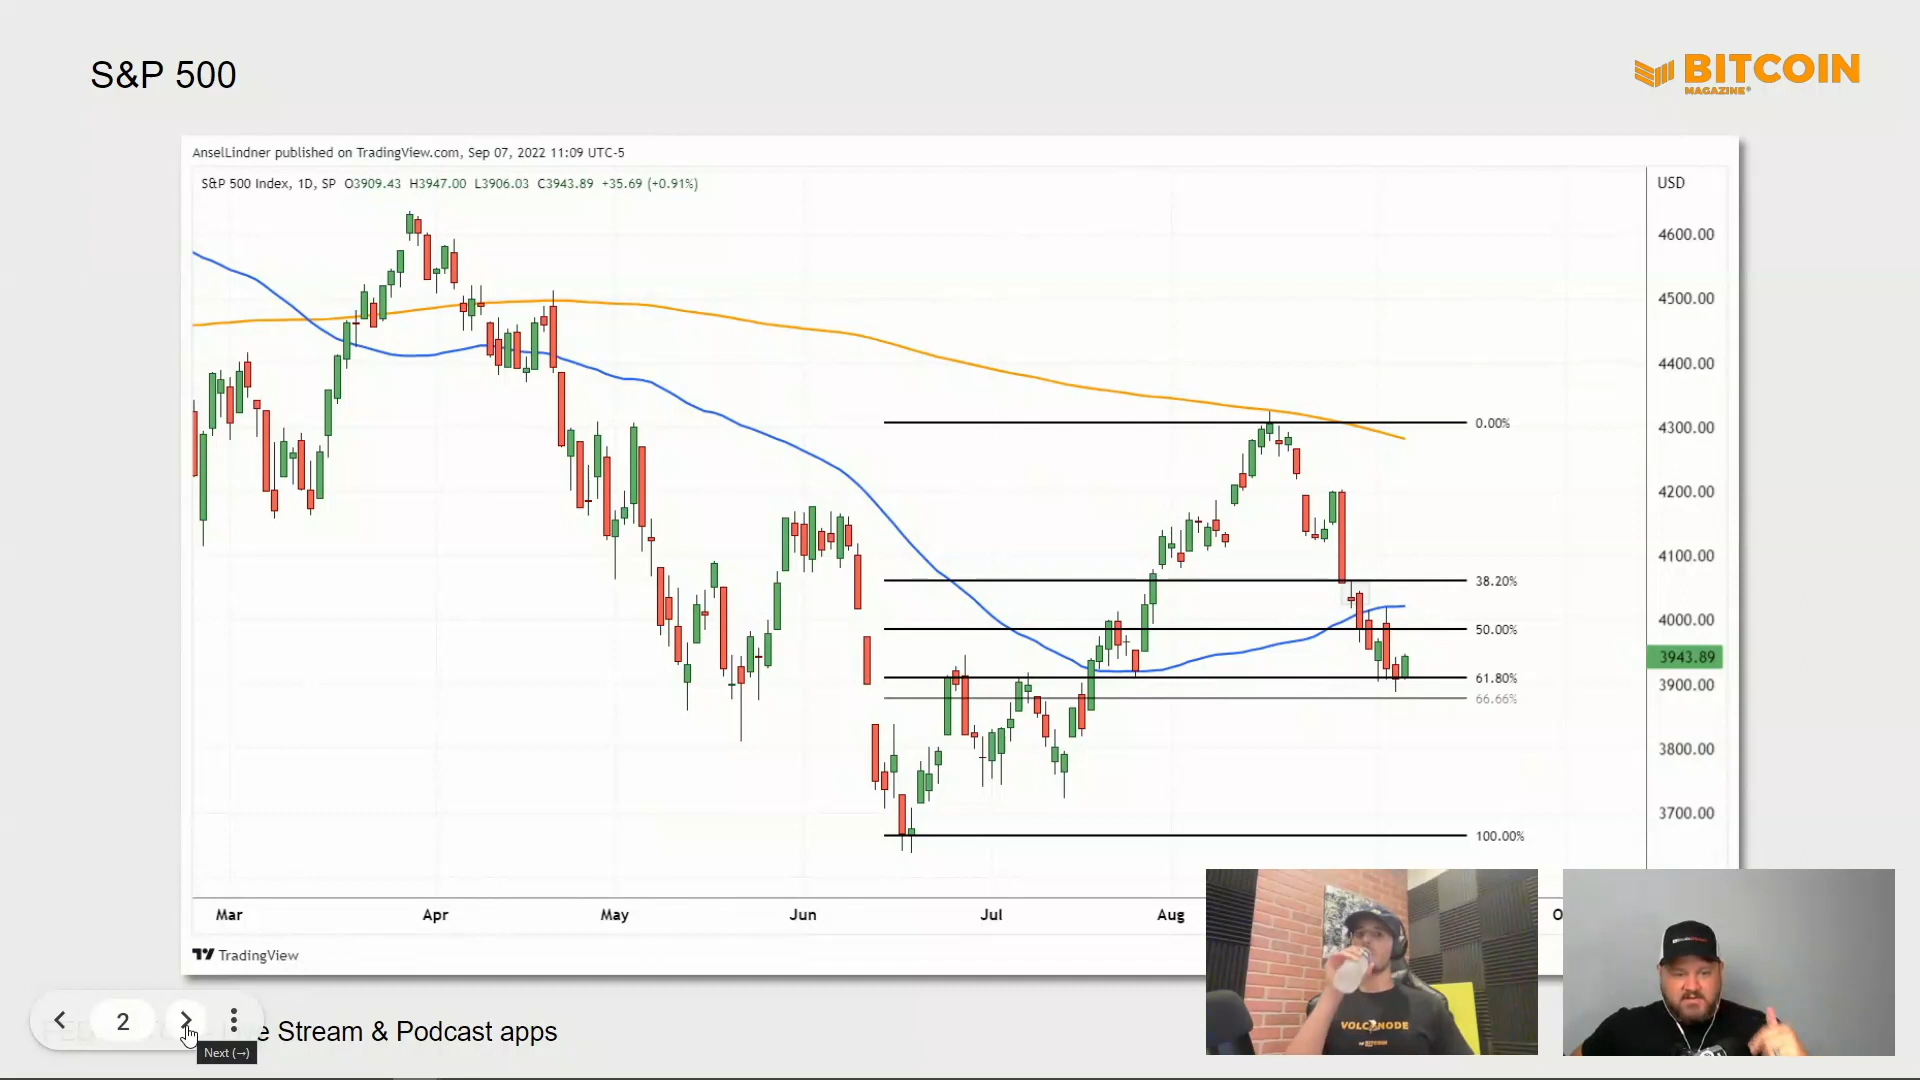 S&P 500
BITCOIN
MAGAZINE®
AnselLindner published on TradingView.com, Sep 07, 2022 11:09 UTC-5
S&P 500 Index, 1D, SP O3909.43 H3947.00 L3906.03 C3943.89 +35.69 (+0.91%)
USD
4600.00
4500.00
4400.00
4300.00
4200.00
4100.00
4000.00
3943.89
3900.00
3800.00
3700.00
0.00%
38.20%
50.00%
61.80%
66.66%
100.00%
Mar Apr May Jun Jul Aug
TradingView
VOLCANODE
BITCOIN
2
Stream & Podcast apps
Next (→)